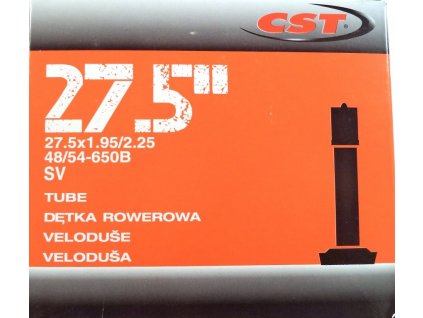 CST
27.5"
27.5x1.95/2.25
48/54-650B
SV
TUBE
DĘTKA ROWEROWA
VELODUŠE
VELODUŠA